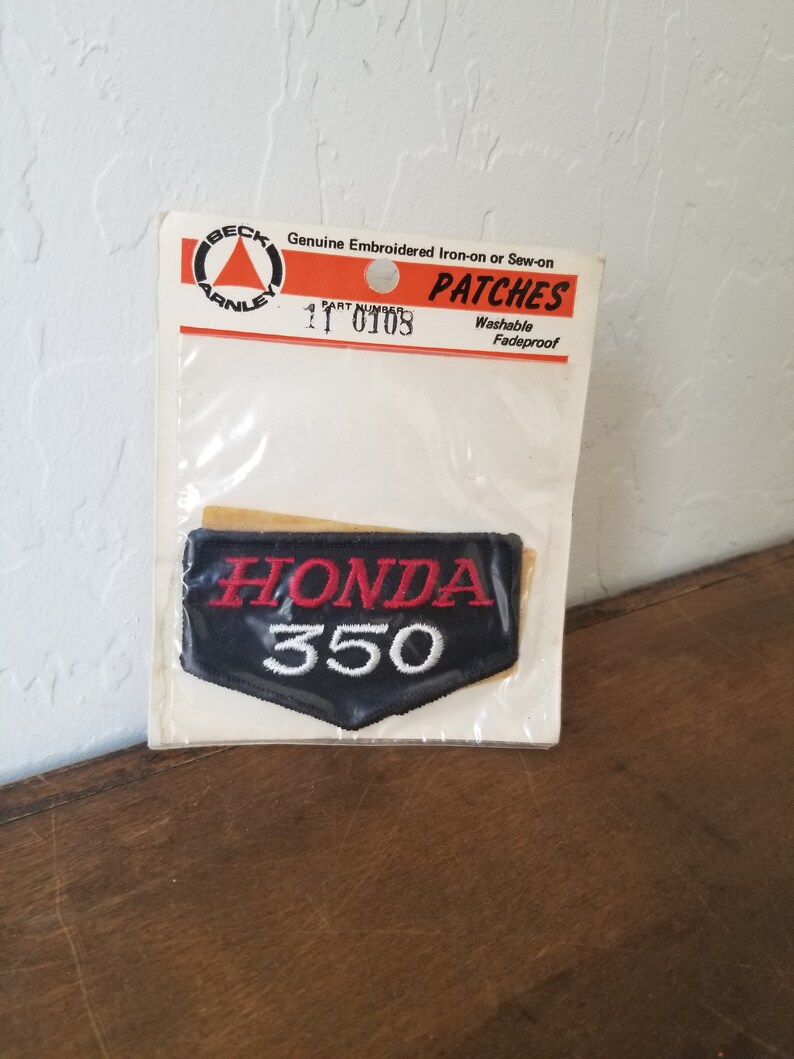 BECK
ARNLEY
Genuine Embroidered Iron-on or Sew-on
PATCHES
PART NUMBER
11 0108
Washable
Fadeproof
HONDA
350